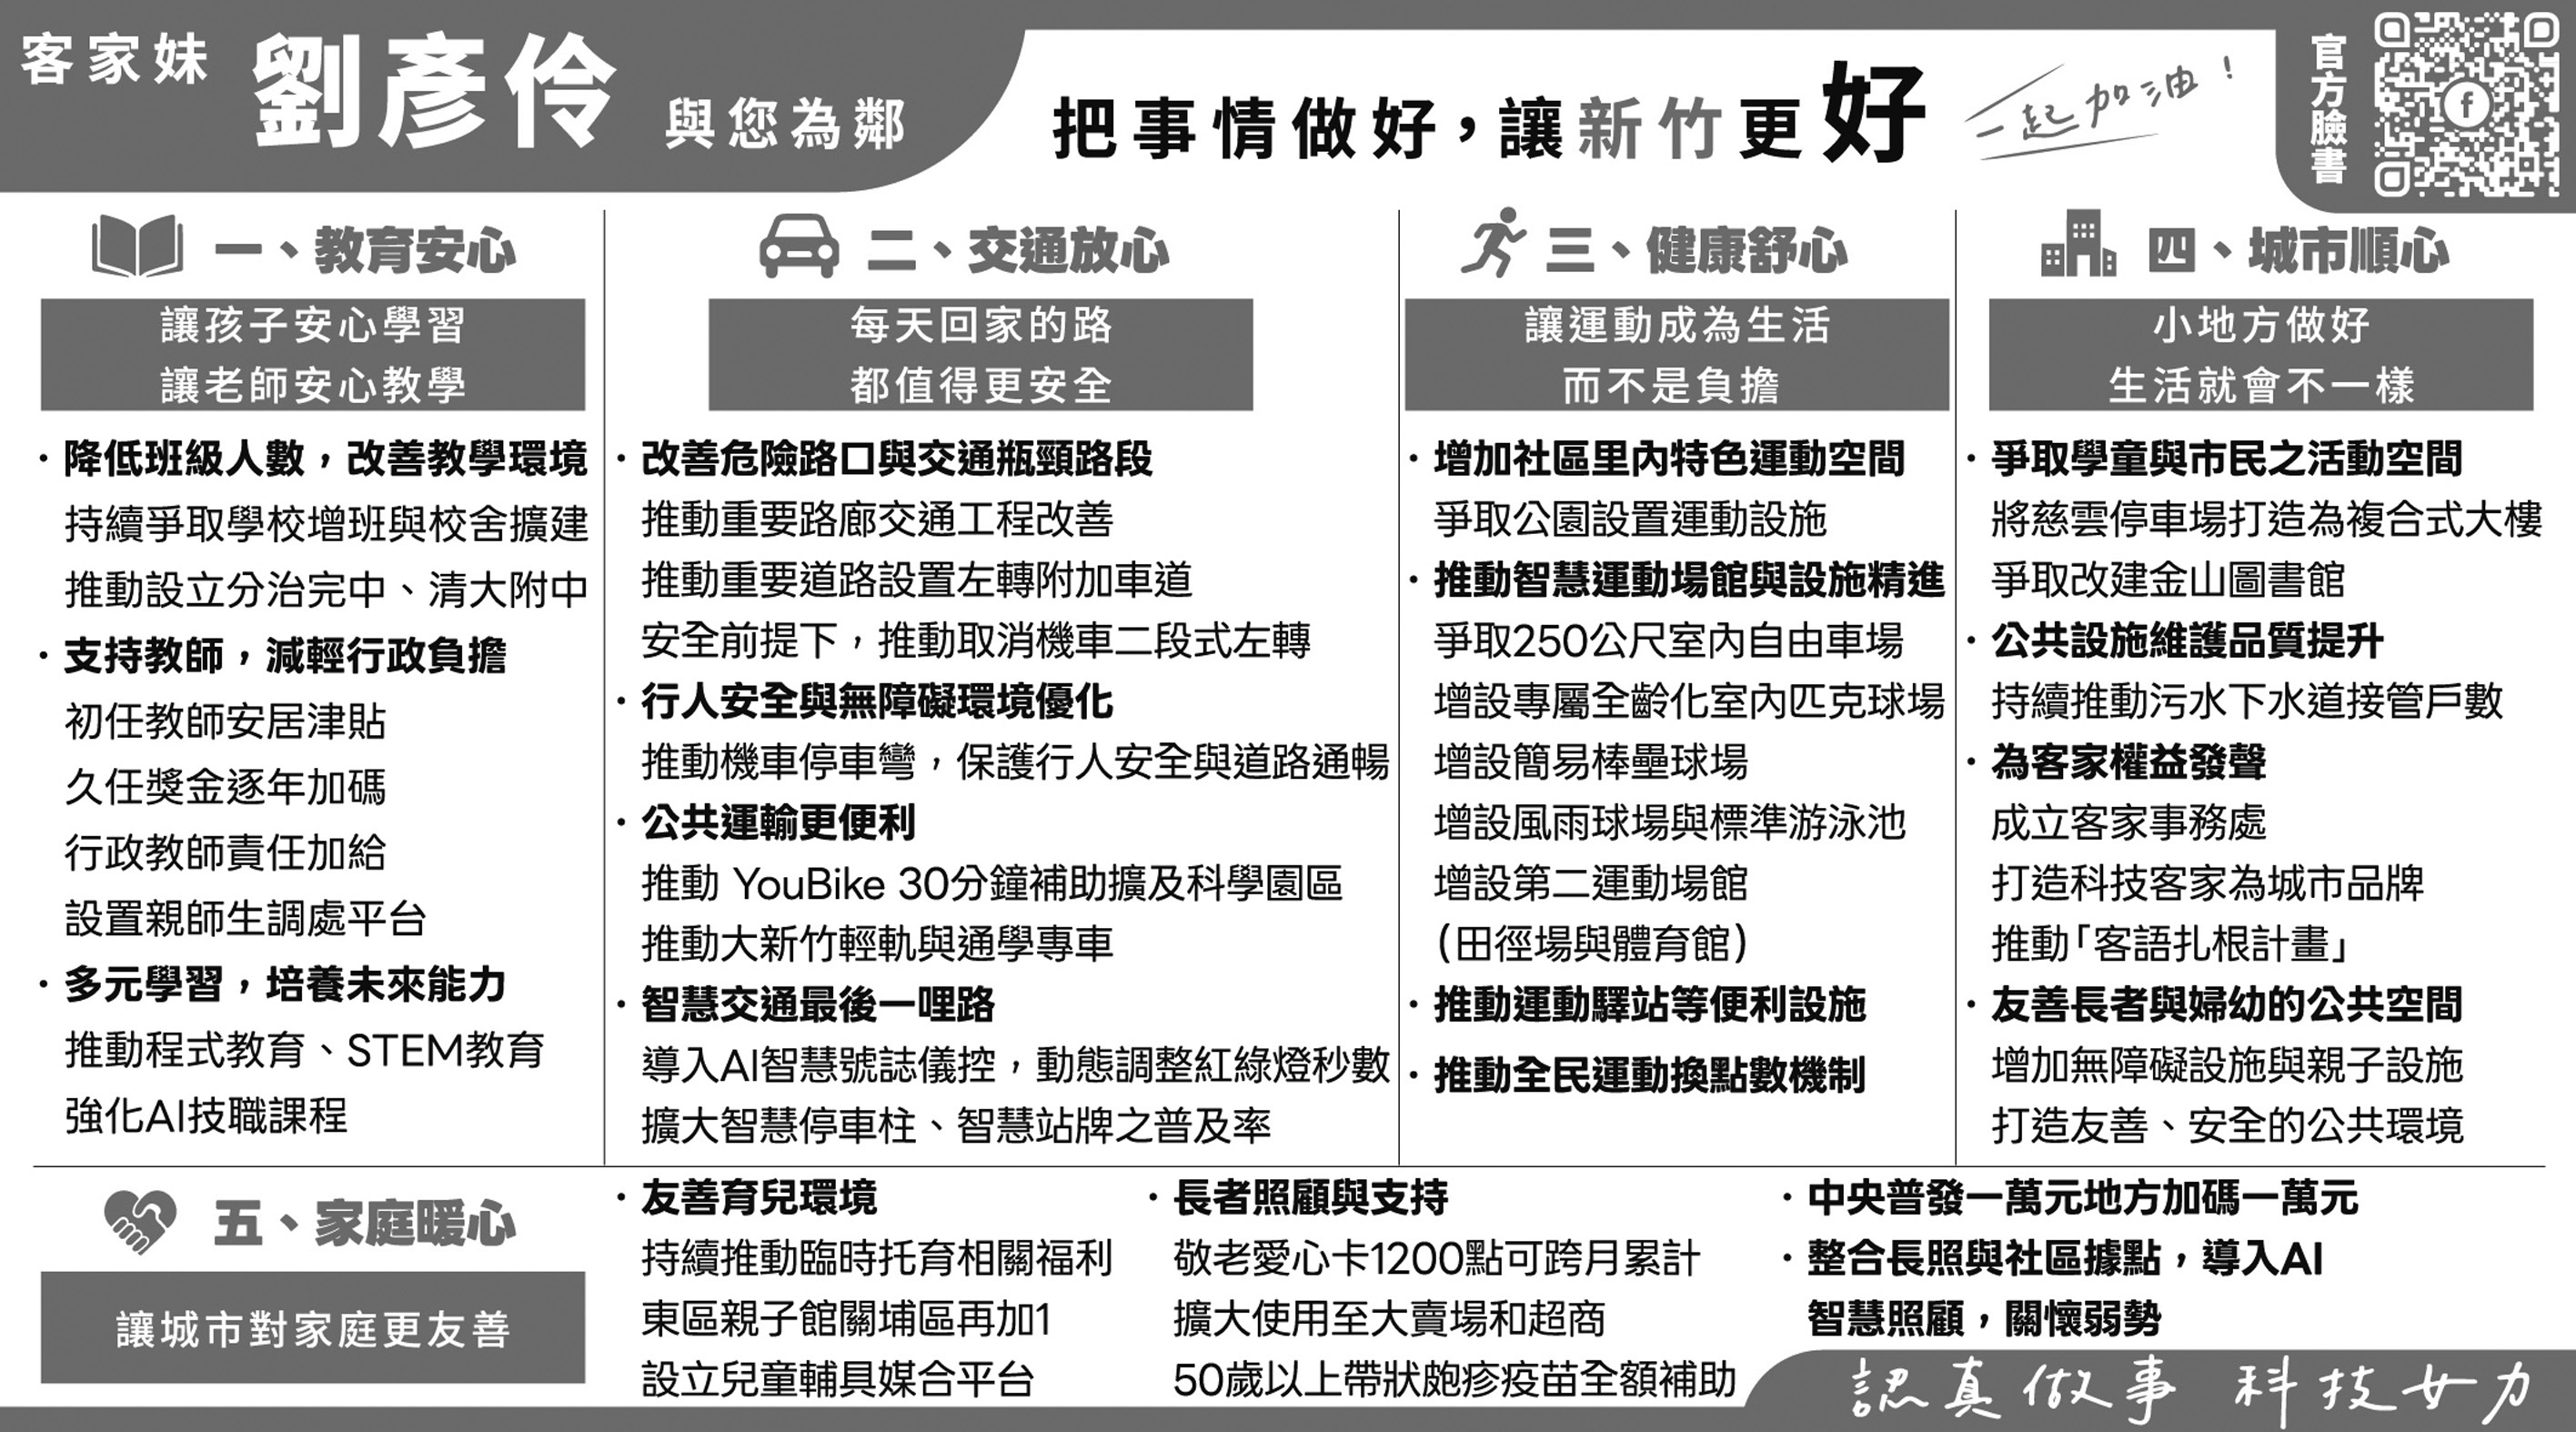 客家妹
劉彥伶
與您為鄰
把事情做好，讓新竹更好
一起加油！
官方臉書
一、教育安心
讓孩子安心學習
讓老師安心教學
·降低班級人數，改善教學環境
持續爭取學校增班與校舍擴建
推動設立分治完中、清大附中
·支持教師，減輕行政負擔
初任教師安居津貼
久任獎金逐年加碼
行政教師責任加給
設置親師生調處平台
·多元學習，培養未來能力
推動程式教育、STEM教育
強化AI技職課程
二、交通放心
每天回家的路
都值得更安全
·改善危險路口與交通瓶頸路段
推動重要路廊交通工程改善
推動重要道路設置左轉附加車道
安全前提下，推動取消機車二段式左轉
·行人安全與無障礙環境優化
推動機車停車彎，保護行人安全與道路通暢
·公共運輸更便利
推動 YouBike 30分鐘補助擴及科學園區
推動大新竹輕軌與通學專車
·智慧交通最後一哩路
導入AI智慧號誌儀控，動態調整紅綠燈秒數
擴大智慧停車柱、智慧站牌之普及率
三、健康舒心
讓運動成為生活
而不是負擔
·增加社區里內特色運動空間
爭取公園設置運動設施
·推動智慧運動場館與設施精進
爭取250公尺室內自由車場
增設專屬全齡化室內匹克球場
增設簡易棒壘球場
增設風雨球場與標準游泳池
增設第二運動場館
（田徑場與體育館）
·推動運動驛站等便利設施
·推動全民運動換點數機制
四、城市順心
小地方做好
生活就會不一樣
·爭取學童與市民之活動空間
將慈雲停車場打造為複合式大樓
爭取改建金山圖書館
·公共設施維護品質提升
持續推動污水下水道接管戶數
·為客家權益發聲
成立客家事務處
打造科技客家為城市品牌
推動「客語扎根計畫」
·友善長者與婦幼的公共空間
增加無障礙設施與親子設施
打造友善、安全的公共環境
五、家庭暖心
讓城市對家庭更友善
·友善育兒環境
持續推動臨時托育相關福利
東區親子館關埔區再加1
設立兒童輔具媒合平台
·長者照顧與支持
敬老愛心卡1200點可跨月累計
擴大使用至大賣場和超商
50歲以上帶狀皰疹疫苗全額補助
·中央普發一萬元地方加碼一萬元
·整合長照與社區據點，導入AI
智慧照顧，關懷弱勢
認真做事 科技女力